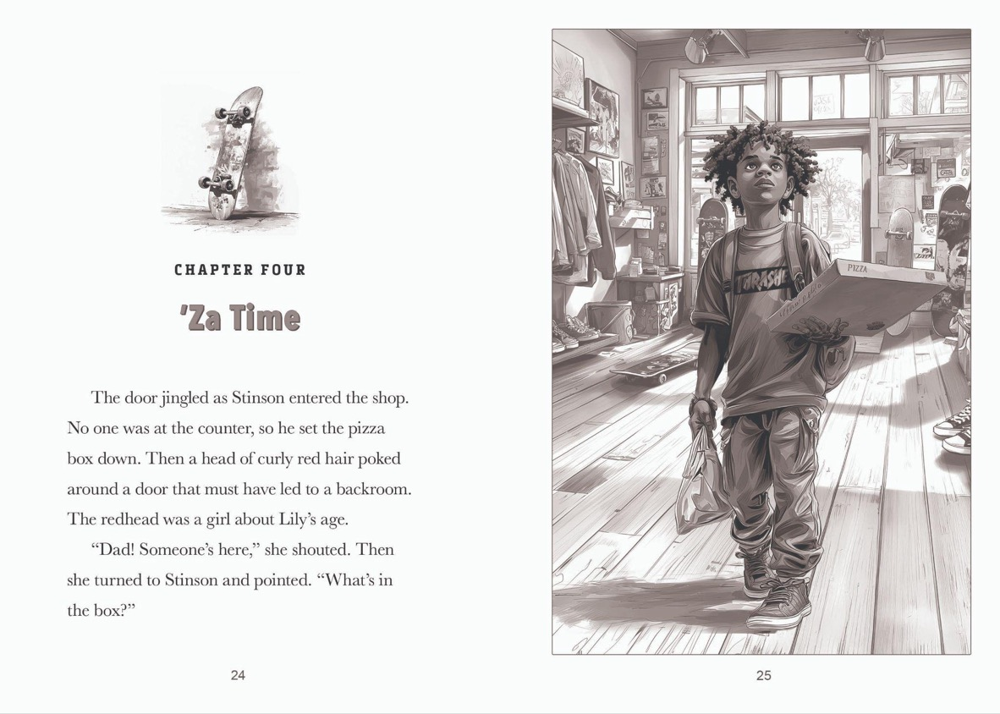 CHAPTER FOUR
’Za Time
The door jingled as Stinson entered the shop.
No one was at the counter, so he set the pizza
box down. Then a head of curly red hair poked
around a door that must have led to a backroom.
The redhead was a girl about Lily’s age.
“Dad! Someone’s here,” she shouted. Then
she turned to Stinson and pointed. “What’s in
the box?”
24
PIZZA
THRASHE
25